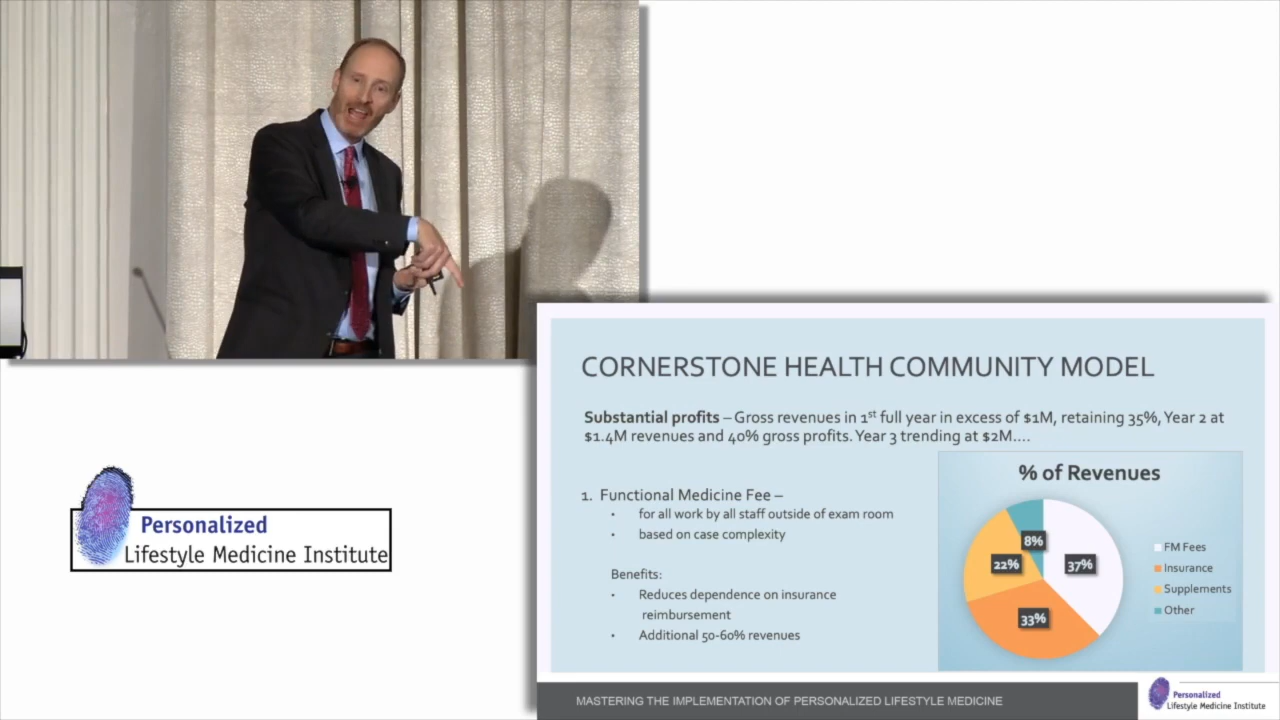 CORNERSTONE HEALTH COMMUNITY MODEL
Substantial profits – Gross revenues in 1st full year in excess of $1M, retaining 35%, Year 2 at
$1.4M revenues and 40% gross profits. Year 3 trending at $2M....
1. Functional Medicine Fee –
• for all work by all staff outside of exam room
• based on case complexity
Benefits:
• Reduces dependence on insurance
reimbursement
• Additional 50-60% revenues
% of Revenues
8%
22%
37%
33%
FM Fees
Insurance
Supplements
Other
Personalized
Lifestyle Medicine Institute
MASTERING THE IMPLEMENTATION OF PERSONALIZED LIFESTYLE MEDICINE
Personalized
Lifestyle Medicine Institute